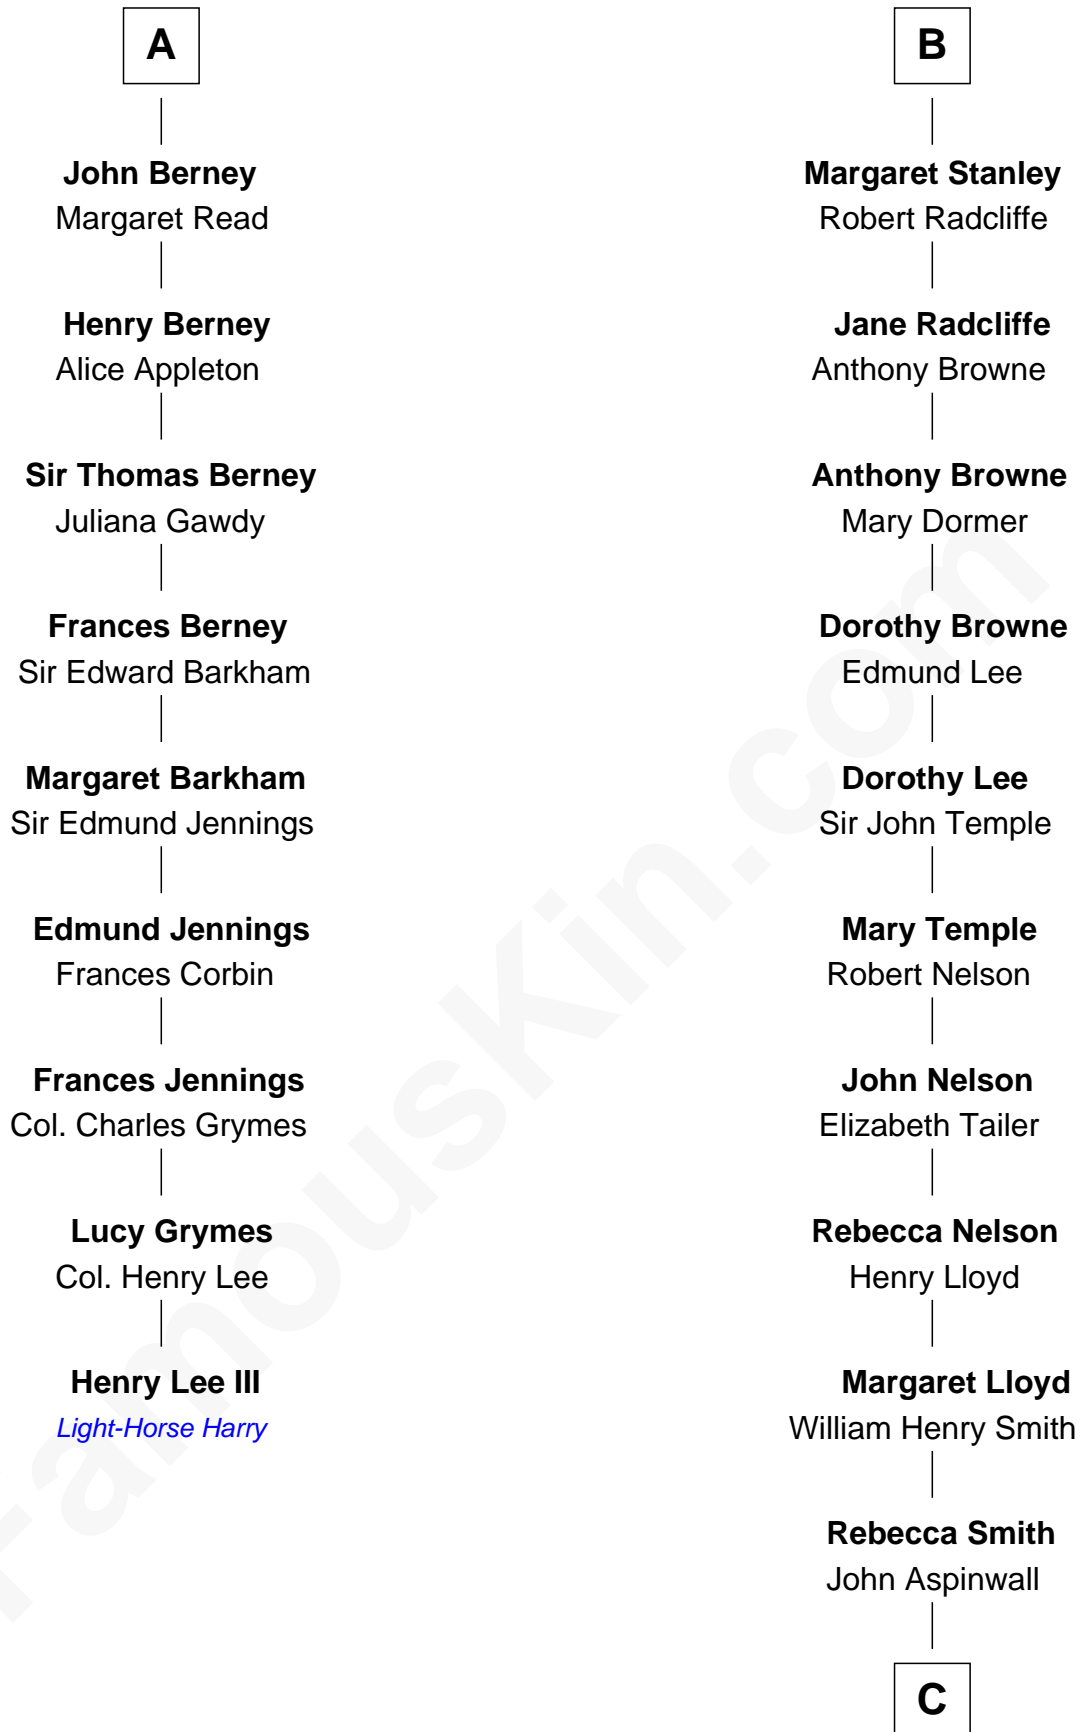 A
John Berney
Margaret Read
Henry Berney
Alice Appleton
Sir Thomas Berney
Juliana Gawdy
Frances Berney
Sir Edward Barkham
Margaret Barkham
Sir Edmund Jennings
Edmund Jennings
Frances Corbin
Frances Jennings
Col. Charles Grymes
Lucy Grymes
Col. Henry Lee
Henry Lee III
Light-Horse Harry
B
Margaret Stanley
Robert Radcliffe
Jane Radcliffe
Anthony Browne
Anthony Browne
Mary Dormer
Dorothy Browne
Edmund Lee
Dorothy Lee
Sir John Temple
Mary Temple
Robert Nelson
John Nelson
Elizabeth Tailer
Rebecca Nelson
Henry Lloyd
Margaret Lloyd
William Henry Smith
Rebecca Smith
John Aspinwall
C
FamousKin.com